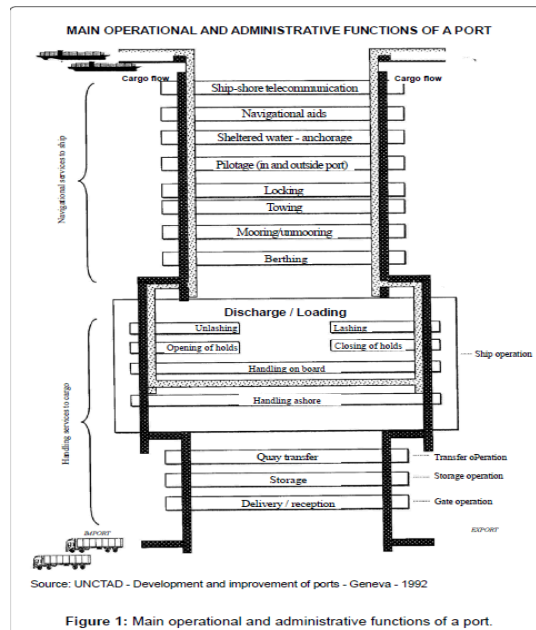 MAIN OPERATIONAL AND ADMINISTRATIVE FUNCTIONS OF A PORT
Cargo flow
Cargo flow
Ship-shore telecommunication
Navigational aids
Sheltered water - anchorage
Pilotage (in and outside port)
Locking
Towing
Mooring/unmooring
Berthing
Navigational services to ship
Discharge / Loading
Unlashing
Lashing
Opening of holds
Closing of holds
Handling on board
Ship operation
Handling ashore
Handling services to cargo
Quay transfer
Transfer oPeration
Storage
Storage operation
Delivery / reception
Gate operation
IMPORT
EXPORT
Source: UNCTAD - Development and improvement of ports - Geneva - 1992
Figure 1: Main operational and administrative functions of a port.